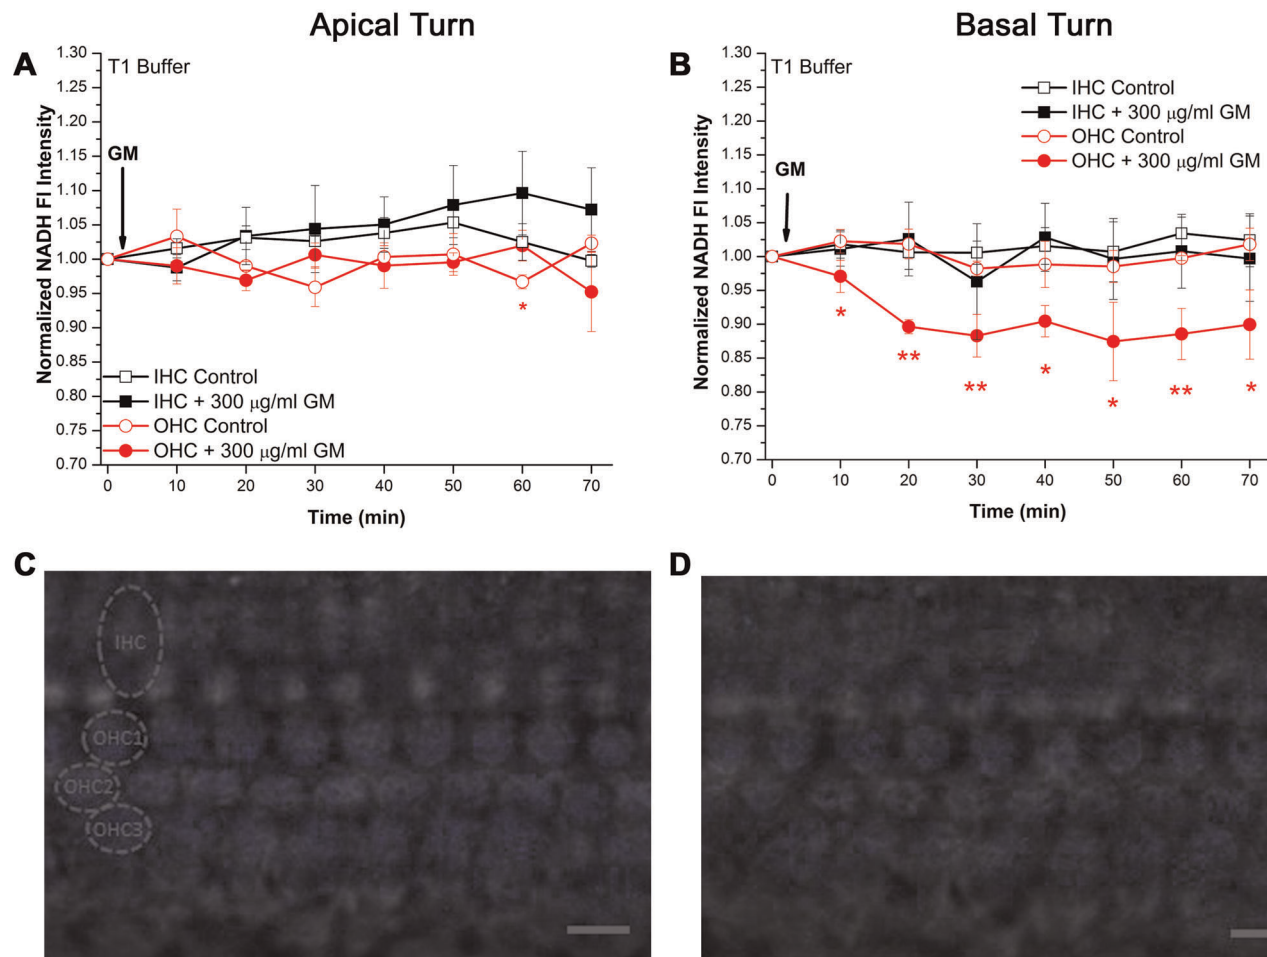 Apical Turn
Basal Turn
A
B
Normalized NADH FI Intensity
1.30
1.25
1.20
1.15
1.10
1.05
1.00
0.95
0.90
0.85
0.80
0.75
0.70
T1 Buffer
GM
*
IHC Control
IHC + 300 μg/ml GM
OHC Control
OHC + 300 μg/ml GM
0 10 20 30 40 50 60 70
Time (min)
Normalized NADH FI Intensity
1.30
1.25
1.20
1.15
1.10
1.05
1.00
0.95
0.90
0.85
0.80
0.75
0.70
T1 Buffer
IHC Control
IHC + 300 μg/ml GM
OHC Control
OHC + 300 μg/ml GM
GM
* ** ** * * ** *
0 10 20 30 40 50 60 70
Time (min)
C
D
IHC
OHC1
OHC2
OHC3